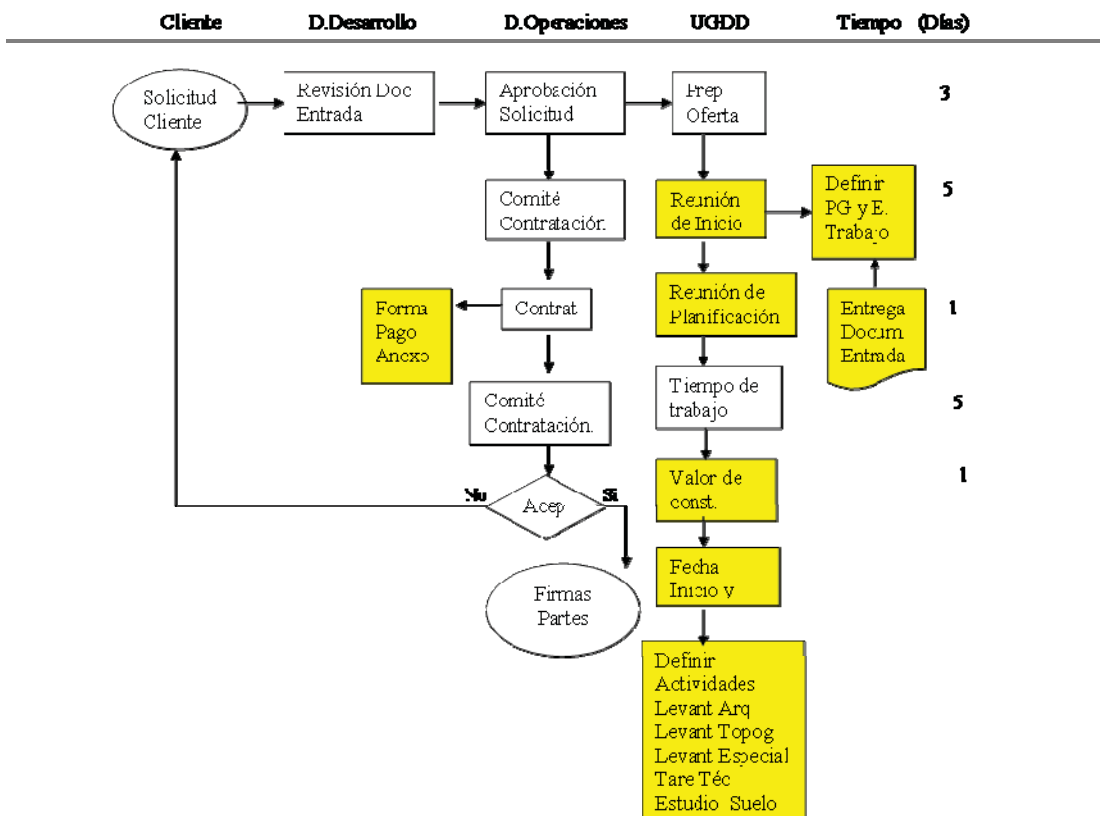 Cliente D.Desarrollo D.Operaciones UGDD Tiempo (Días)
Solicitud
Cliente
Revisión Doc
Entrada
Aprobación
Solicitud
Prep
Oferta
3
Comité
Contratación.
Reunión
de Inicio
Definir
PG y E.
Trabajo
5
Forma
Pago
Anexo
Contrat
Reunión de
Planificación
Entrega
Docum
Entrada
1
Comité
Contratación.
Tiempo de
trabajo
5
No
Acep
Si
Valor de
const.
1
Firmas
Partes
Fecha
Inicio y
Definir
Actividades
Levant Arq
Levant Topog
Levant Especial
Tare Téc
Estudio Suelo